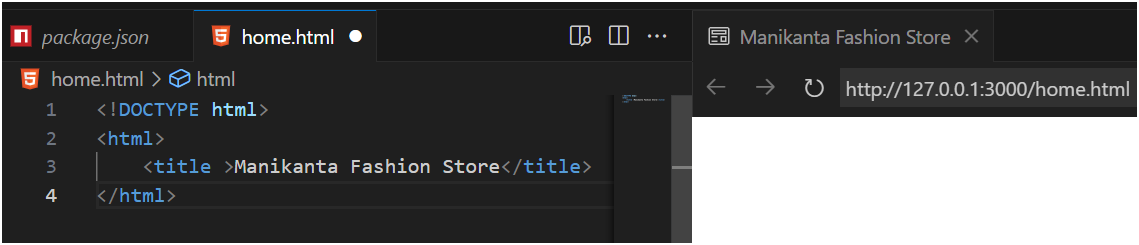 package.json home.html
home.html > html
1 <!DOCTYPE html>
2 <html>
3 <title >Manikanta Fashion Store</title>
4 </html>
Manikanta Fashion Store
http://127.0.0.1:3000/home.html